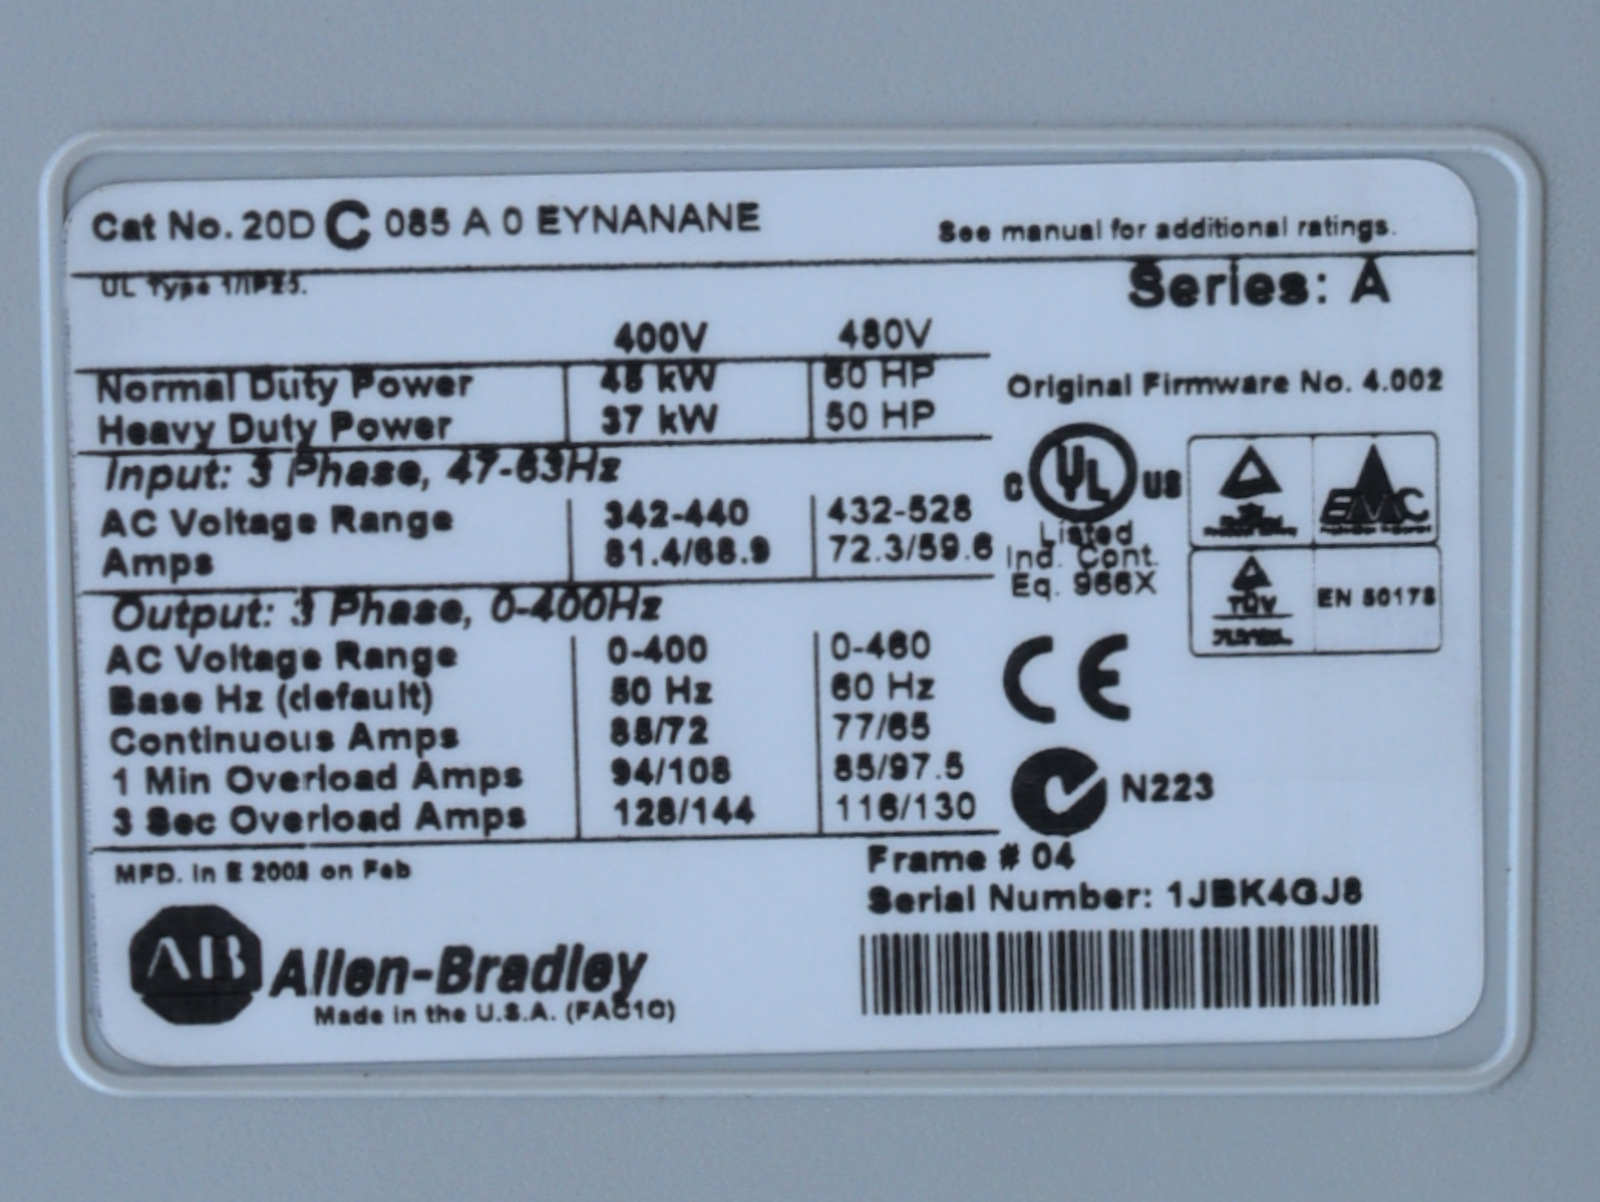 Cat No. 20D C 085 A 0 EYNANANE
See manual for additional ratings.
UL Type 1/IP
Series: A
400V 480V
Normal Duty Power 45 kW 60 HP
Heavy Duty Power 37 kW 50 HP
Original Firmware No. 4.002
Input: 3 Phase, 47-63Hz
AC Voltage Range 342-440 432-528
Amps 81.4/68.9 72.3/59.6
C UL US
Listed
Ind. Cont.
Eq. 966X
EMC
TÜV
EN 50178
Output: 3 Phase, 0-400Hz
AC Voltage Range 0-400 0-460
Base Hz (default) 50 Hz 60 Hz
Continuous Amps 85/72 77/65
1 Min Overload Amps 94/108 85/97.5
3 Sec Overload Amps 128/144 116/130
CE
N223
MFD. in E 2008 on Feb
Frame # 04
Serial Number: 1JBK4GJ8
AB Allen-Bradley
Made in the U.S.A. (FAC1O)